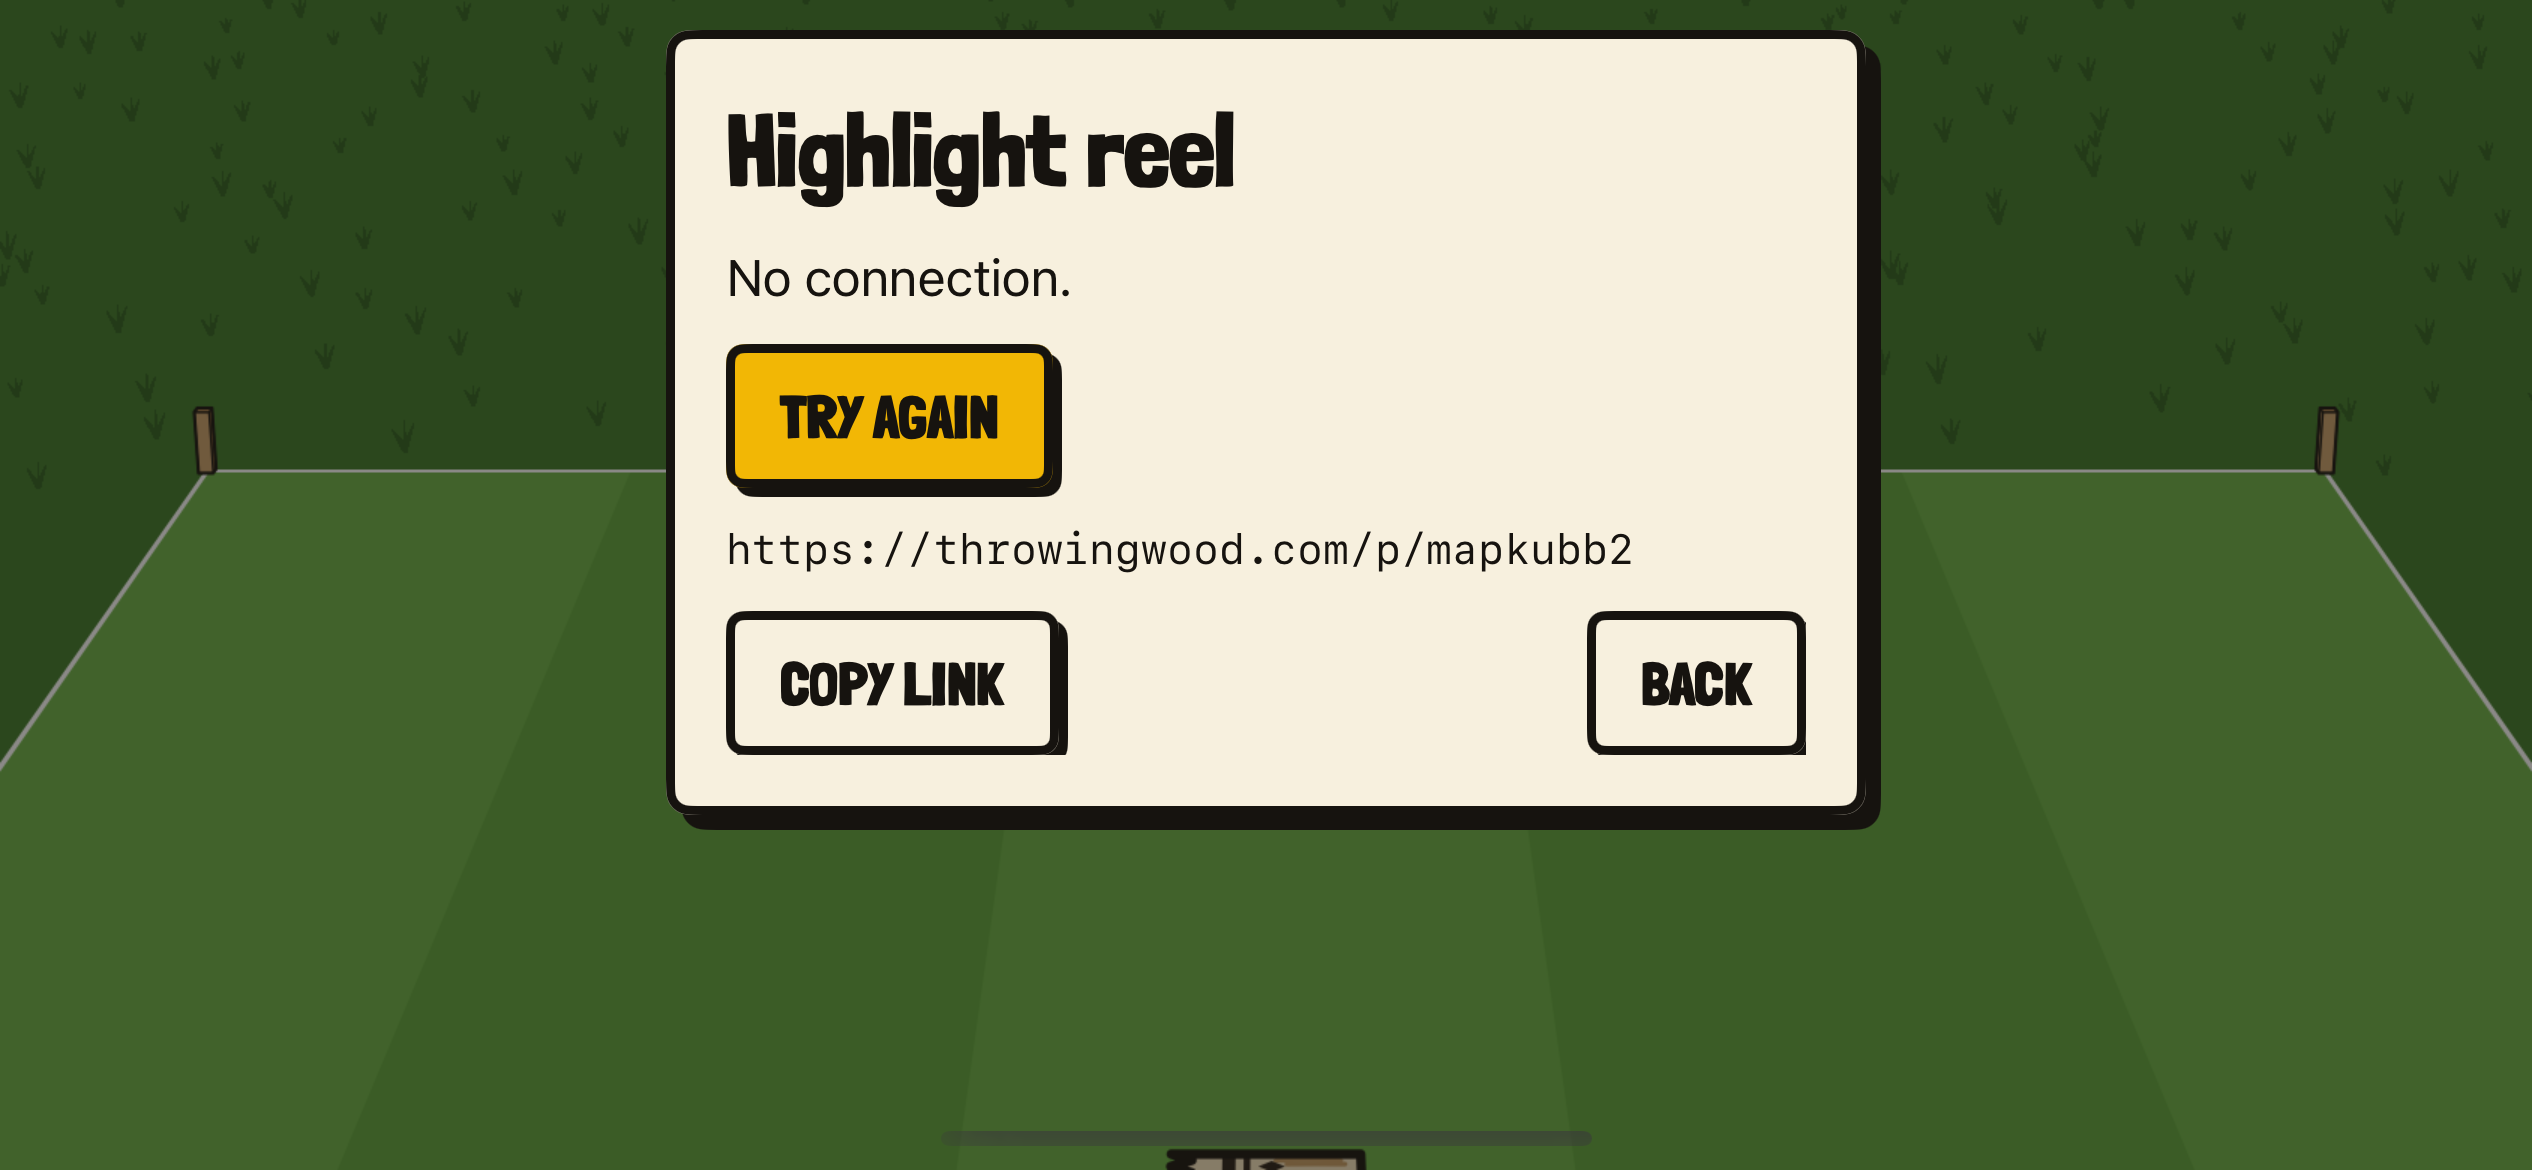 Highlight reel
No connection.
TRY AGAIN
https://throwingwood.com/p/mapkubb2
COPY LINK
BACK